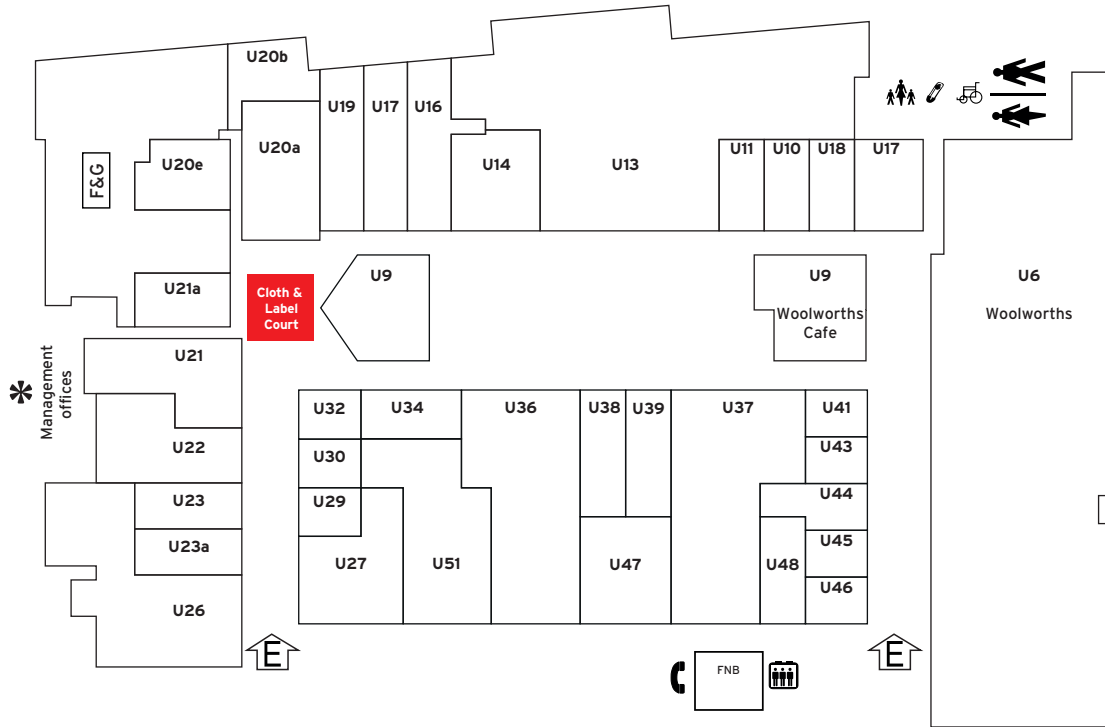 U20b
U19
U17
U16
U20a
U14
U13
U11
U10
U18
U17
U20e
F&G
U21a
Cloth &
Label
Court
U9
U9
Woolworths
Cafe
U6
Woolworths
U21
Management
offices
U22
U23
U23a
U26
U32
U34
U36
U38
U39
U37
U41
U30
U43
U29
U44
U27
U51
U47
U48
U45
U46
E
E
FNB